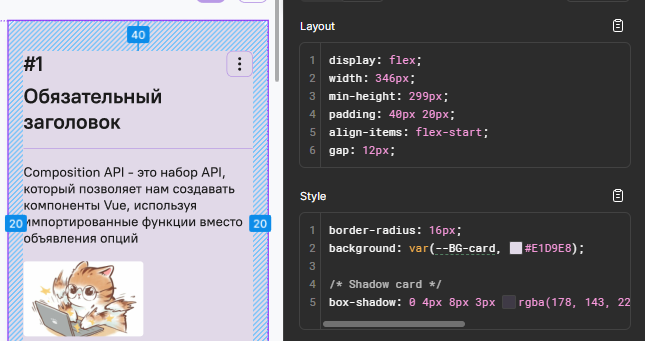 40
#1
Обязательный
заголовок
Composition API - это набор API,
который позволяет нам создавать
компоненты Vue, используя
импортированные функции вместо
объявления опций
20
20
Layout
1 display: flex;
2 width: 346px;
3 min-height: 299px;
4 padding: 40px 20px;
5 align-items: flex-start;
6 gap: 12px;
Style
1 border-radius: 16px;
2 background: var(--BG-card, #E1D9E8);
3
4 /* Shadow card */
5 box-shadow: 0 4px 8px 3px rgba(178, 143, 22